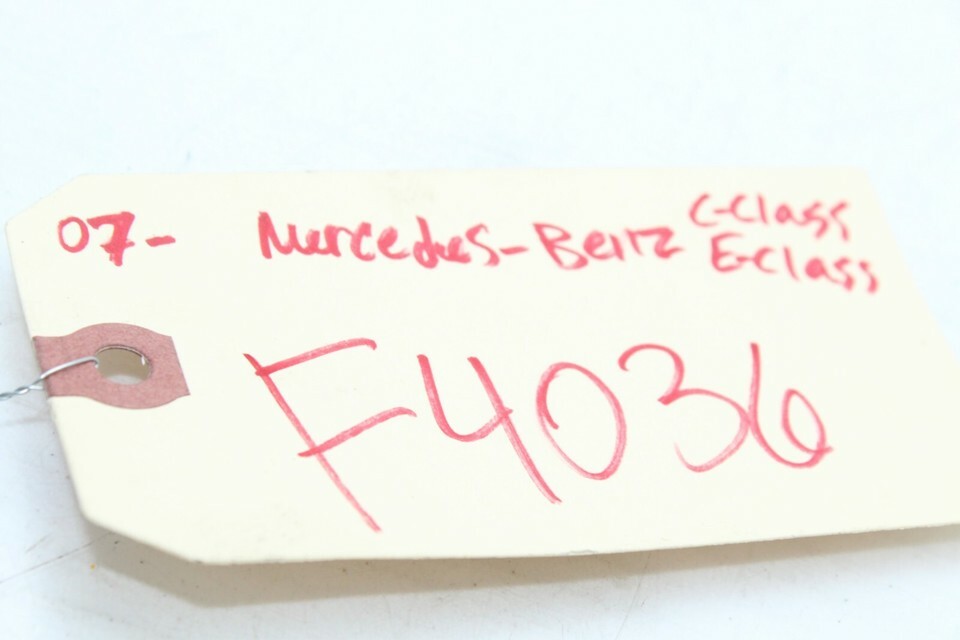 07- Mercedes-Benz C-Class
E-Class
F4036